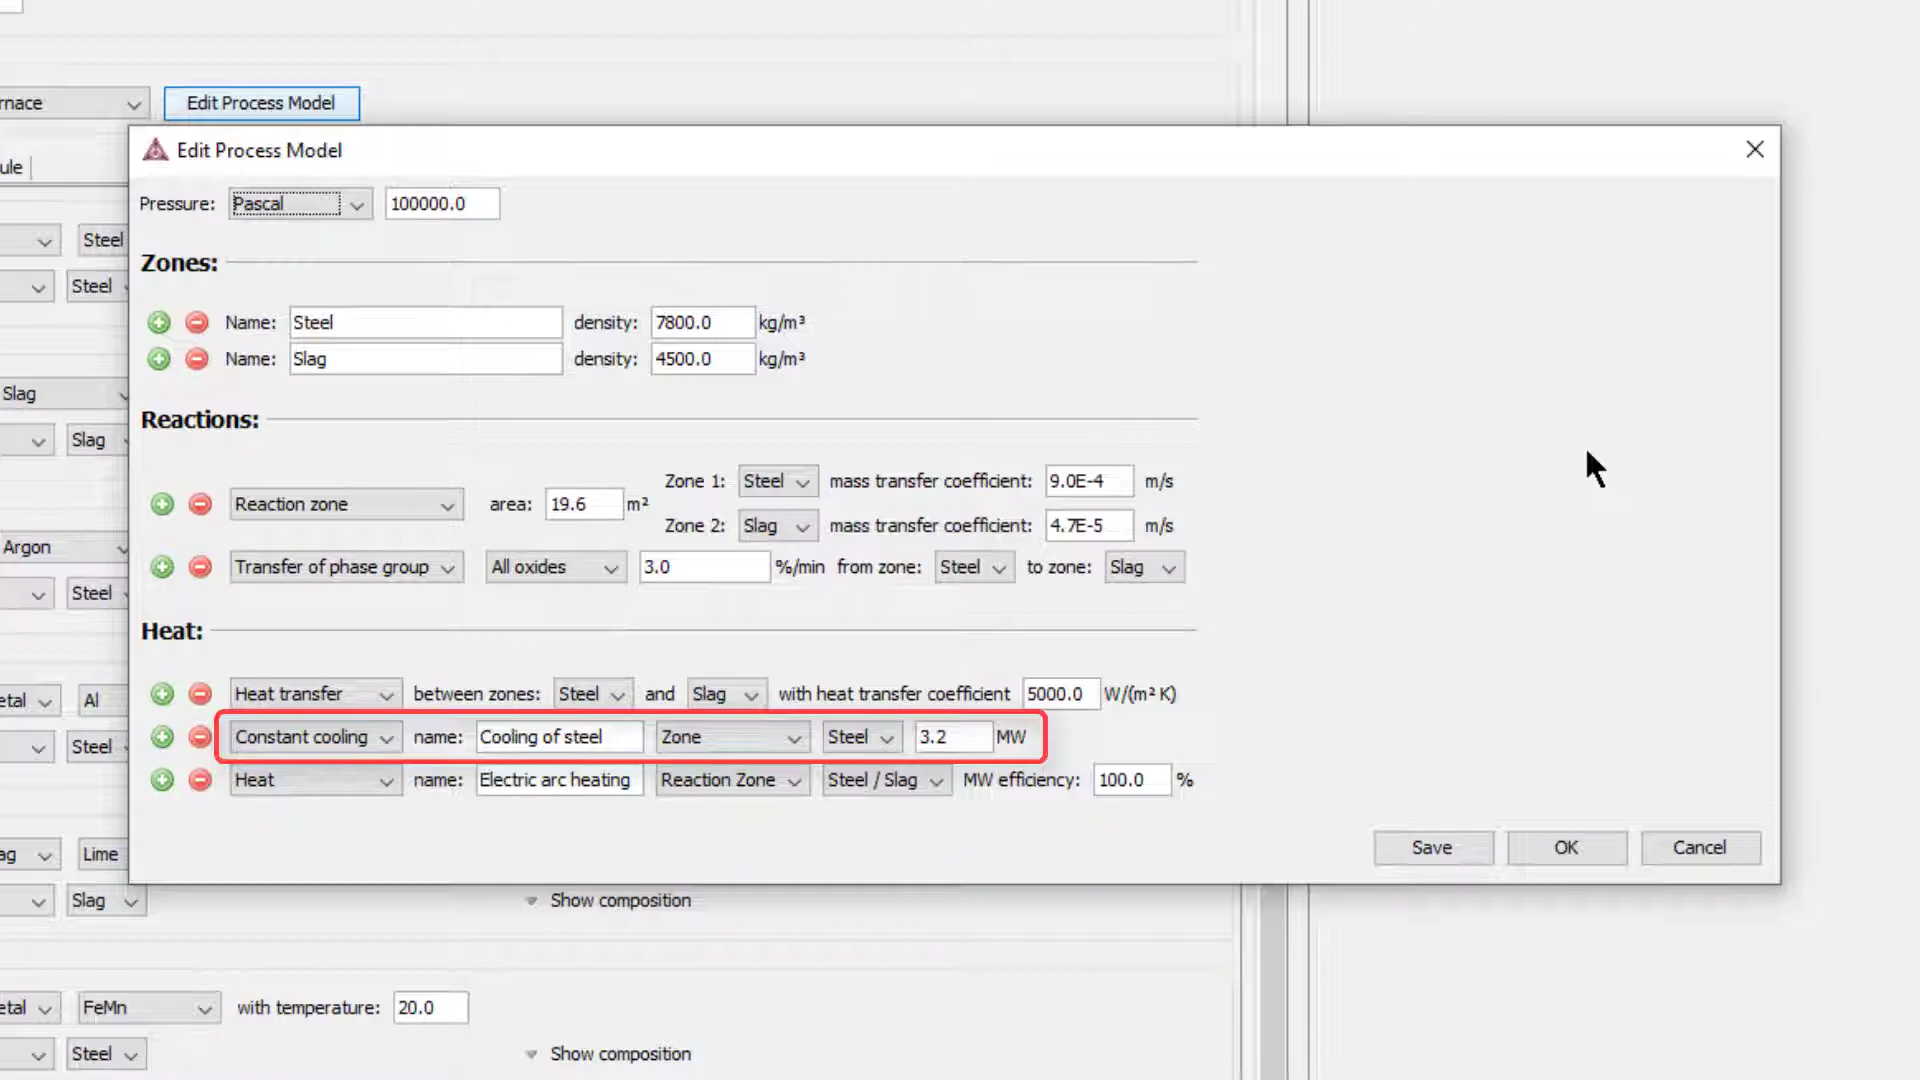 rnace Edit Process Model
Edit Process Model
ule
Pressure: Pascal 100000.0
Steel
Zones:
Steel
Name: Steel density: 7800.0 kg/m³
Name: Slag density: 4500.0 kg/m³
Slag
Reactions:
Slag
Zone 1: Steel mass transfer coefficient: 9.0E-4 m/s
Reaction zone area: 19.6 m²
Zone 2: Slag mass transfer coefficient: 4.7E-5 m/s
Argon
Transfer of phase group All oxides 3.0 %/min from zone: Steel to zone: Slag
Steel
Heat:
Heat transfer between zones: Steel and Slag with heat transfer coefficient 5000.0 W/(m² K)
etal Al
Constant cooling name: Cooling of steel Zone Steel 3.2 MW
Steel
Heat name: Electric arc heating Reaction Zone Steel / Slag MW efficiency: 100.0 %
Save OK Cancel
ag Lime
Slag Show composition
etal FeMn with temperature: 20.0
Steel Show composition